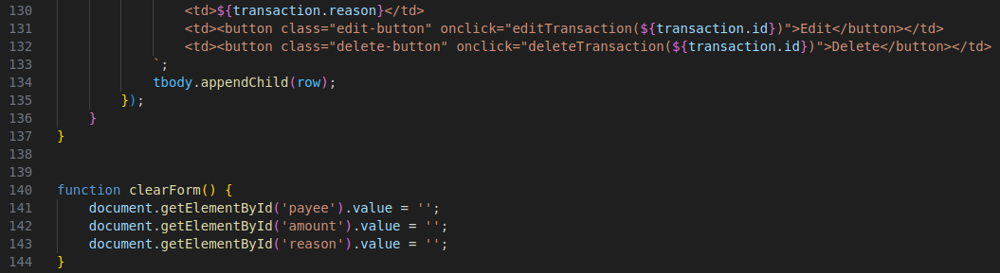 130 <td>${transaction.reason}</td>
131 <td><button class="edit-button" onclick="editTransaction(${transaction.id})">Edit</button></td>
132 <td><button class="delete-button" onclick="deleteTransaction(${transaction.id})">Delete</button></td>
133 `;
134 tbody.appendChild(row);
135 });
136 }
137 }
138
139
140 function clearForm() {
141 document.getElementById('payee').value = '';
142 document.getElementById('amount').value = '';
143 document.getElementById('reason').value = '';
144 }